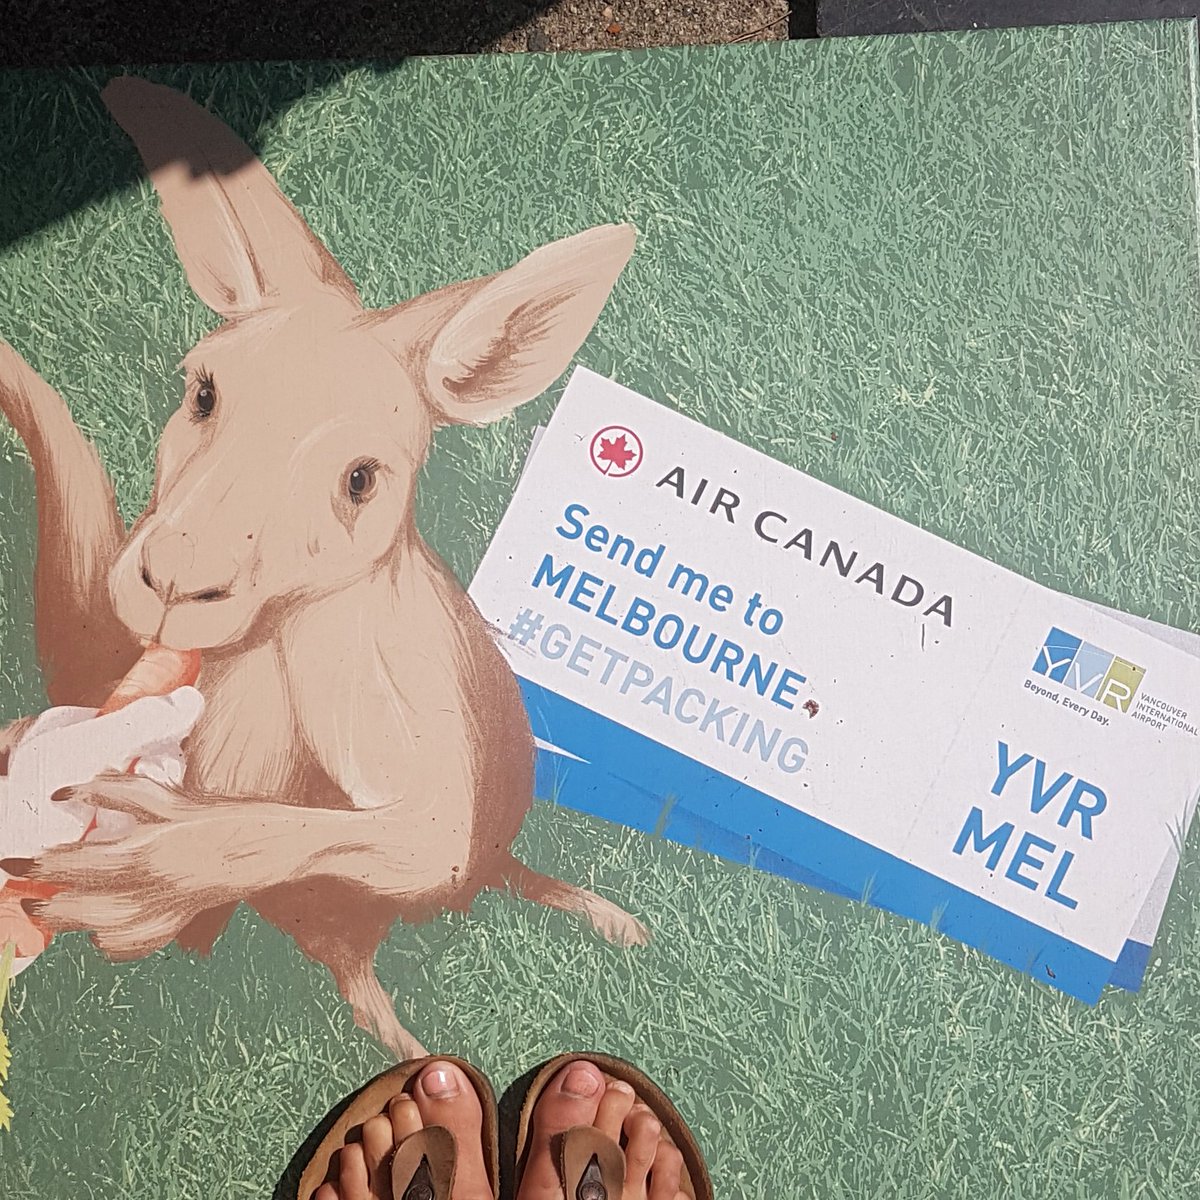 AIR CANADA
Send me to
MELBOURNE.
#GETPACKING
YVR
Beyond, Every Day.
VANCOUVER
INTERNATIONAL
AIRPORT
YVR
MEL